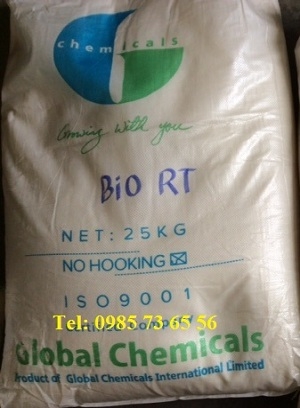 chemicals
Growing with you
BiO RT
NET: 25KG
NO HOOKING
ISO9001
Tel: 0985 73 65 56
Global Chemicals
Product of Global Chemicals International Limited